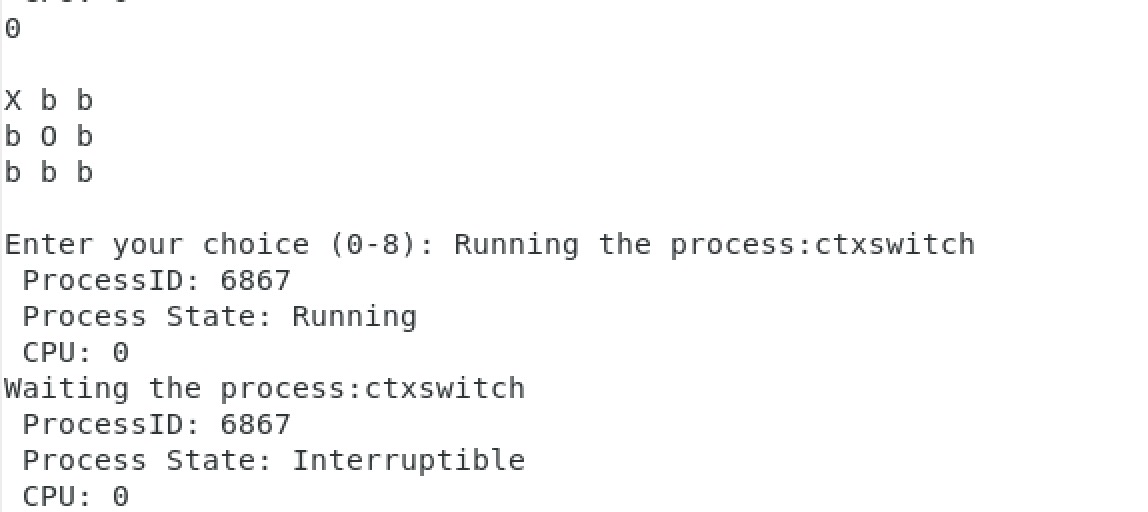 0
X b b
b O b
b b b
Enter your choice (0-8): Running the process:ctxswitch
ProcessID: 6867
Process State: Running
CPU: 0
Waiting the process:ctxswitch
ProcessID: 6867
Process State: Interruptible
CPU: 0